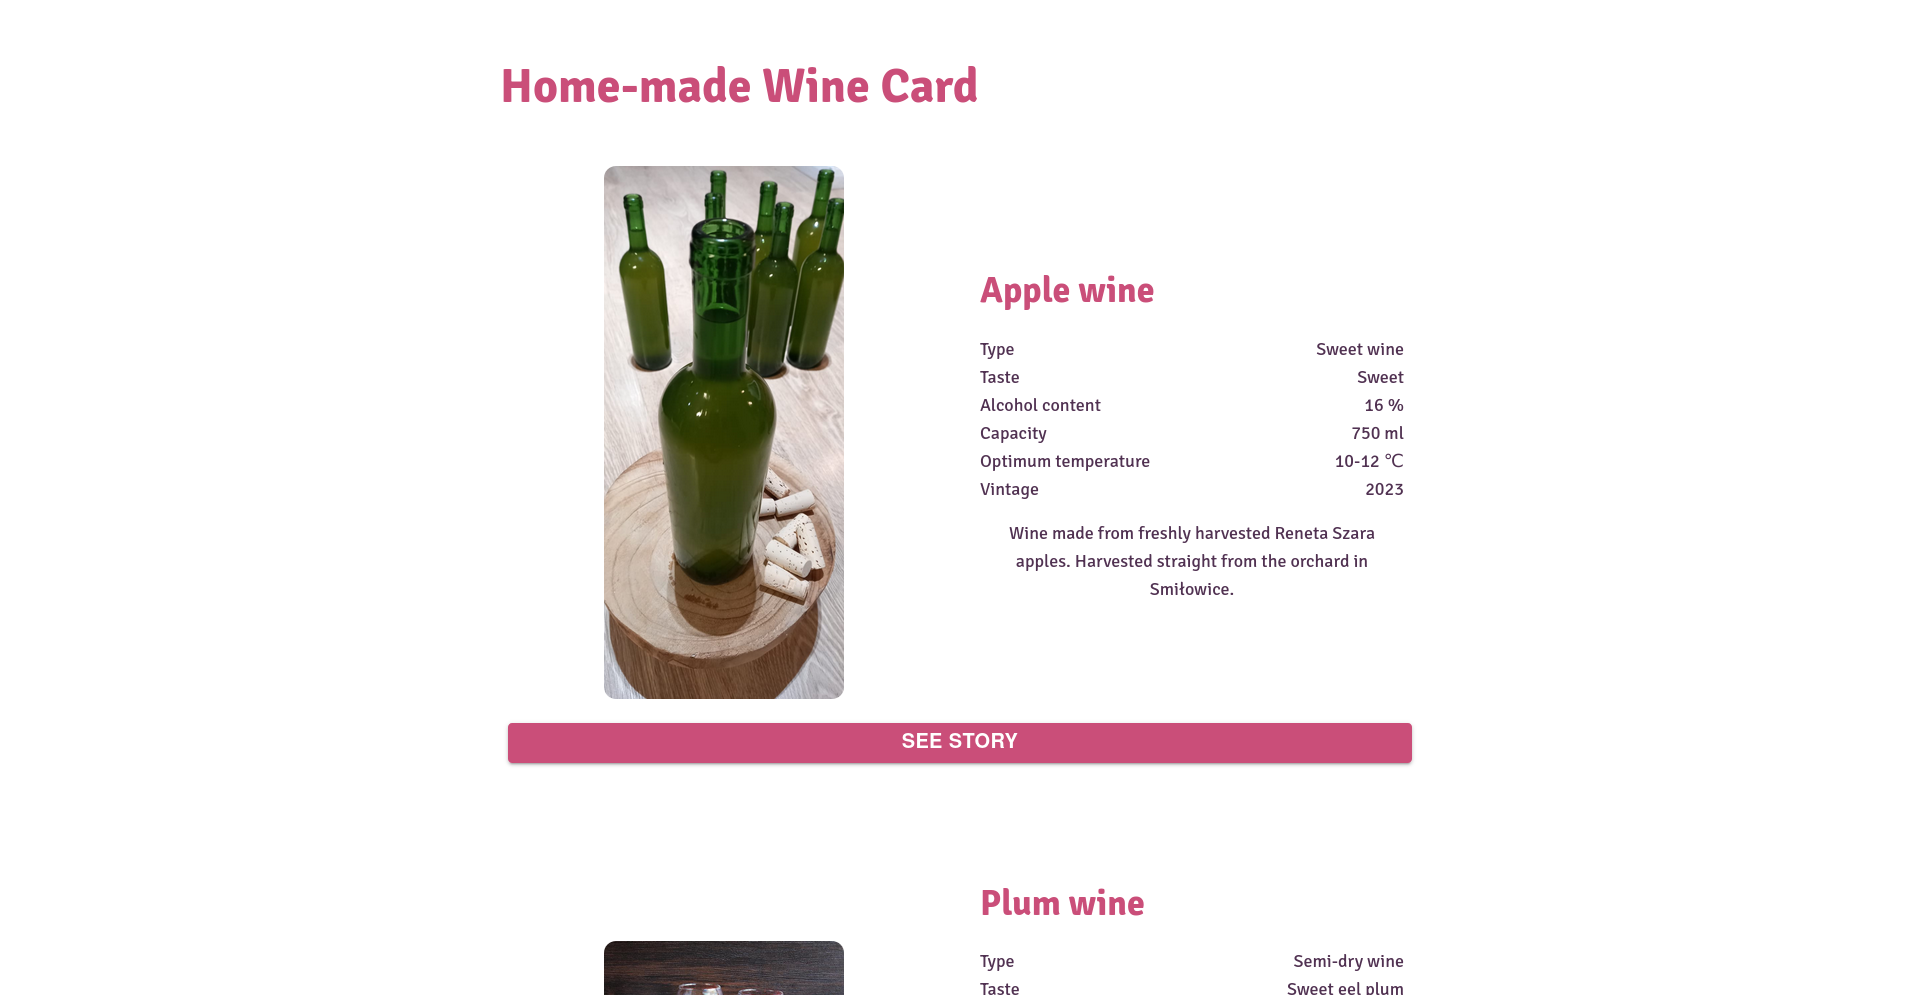 Home-made Wine Card
Apple wine
Type Sweet wine
Taste Sweet
Alcohol content 16 %
Capacity 750 ml
Optimum temperature 10-12 °C
Vintage 2023
Wine made from freshly harvested Reneta Szara
apples. Harvested straight from the orchard in
Smiłowice.
SEE STORY
Plum wine
Type Semi-dry wine
Taste Sweet eel plum